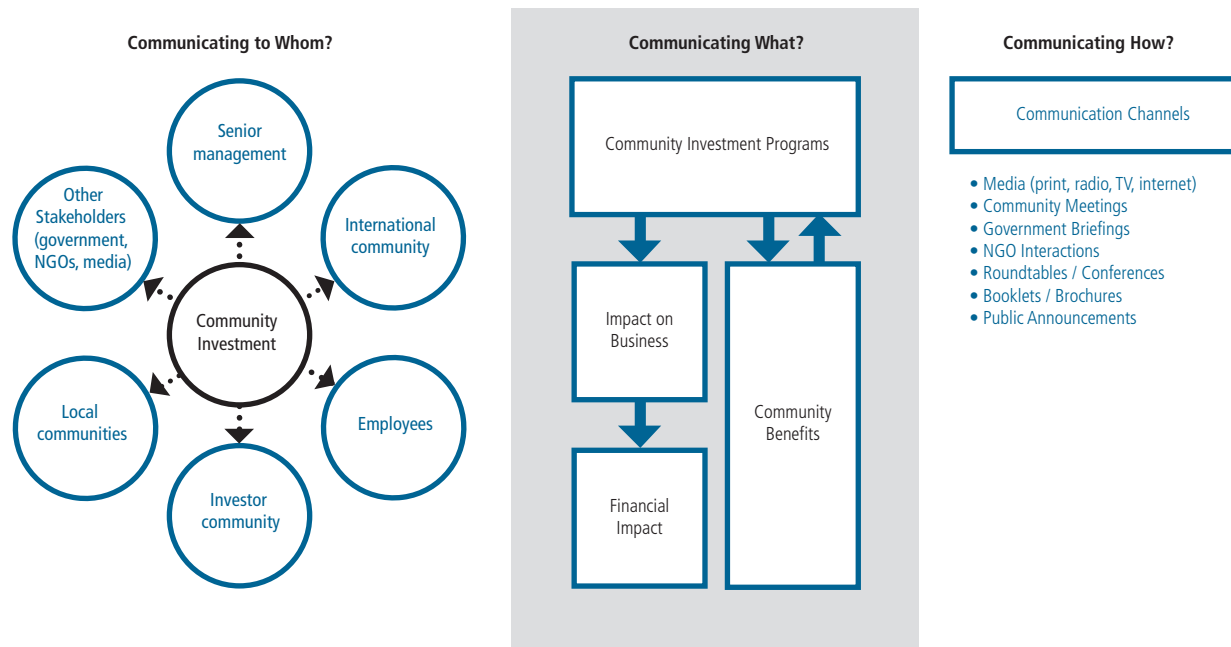 Communicating to Whom?
Senior
management
Other
Stakeholders
(government,
NGOs, media)
International
community
Community
Investment
Local
communities
Employees
Investor
community
Communicating What?
Community Investment Programs
Impact on
Business
Community
Benefits
Financial
Impact
Communicating How?
Communication Channels
• Media (print, radio, TV, internet)
• Community Meetings
• Government Briefings
• NGO Interactions
• Roundtables / Conferences
• Booklets / Brochures
• Public Announcements